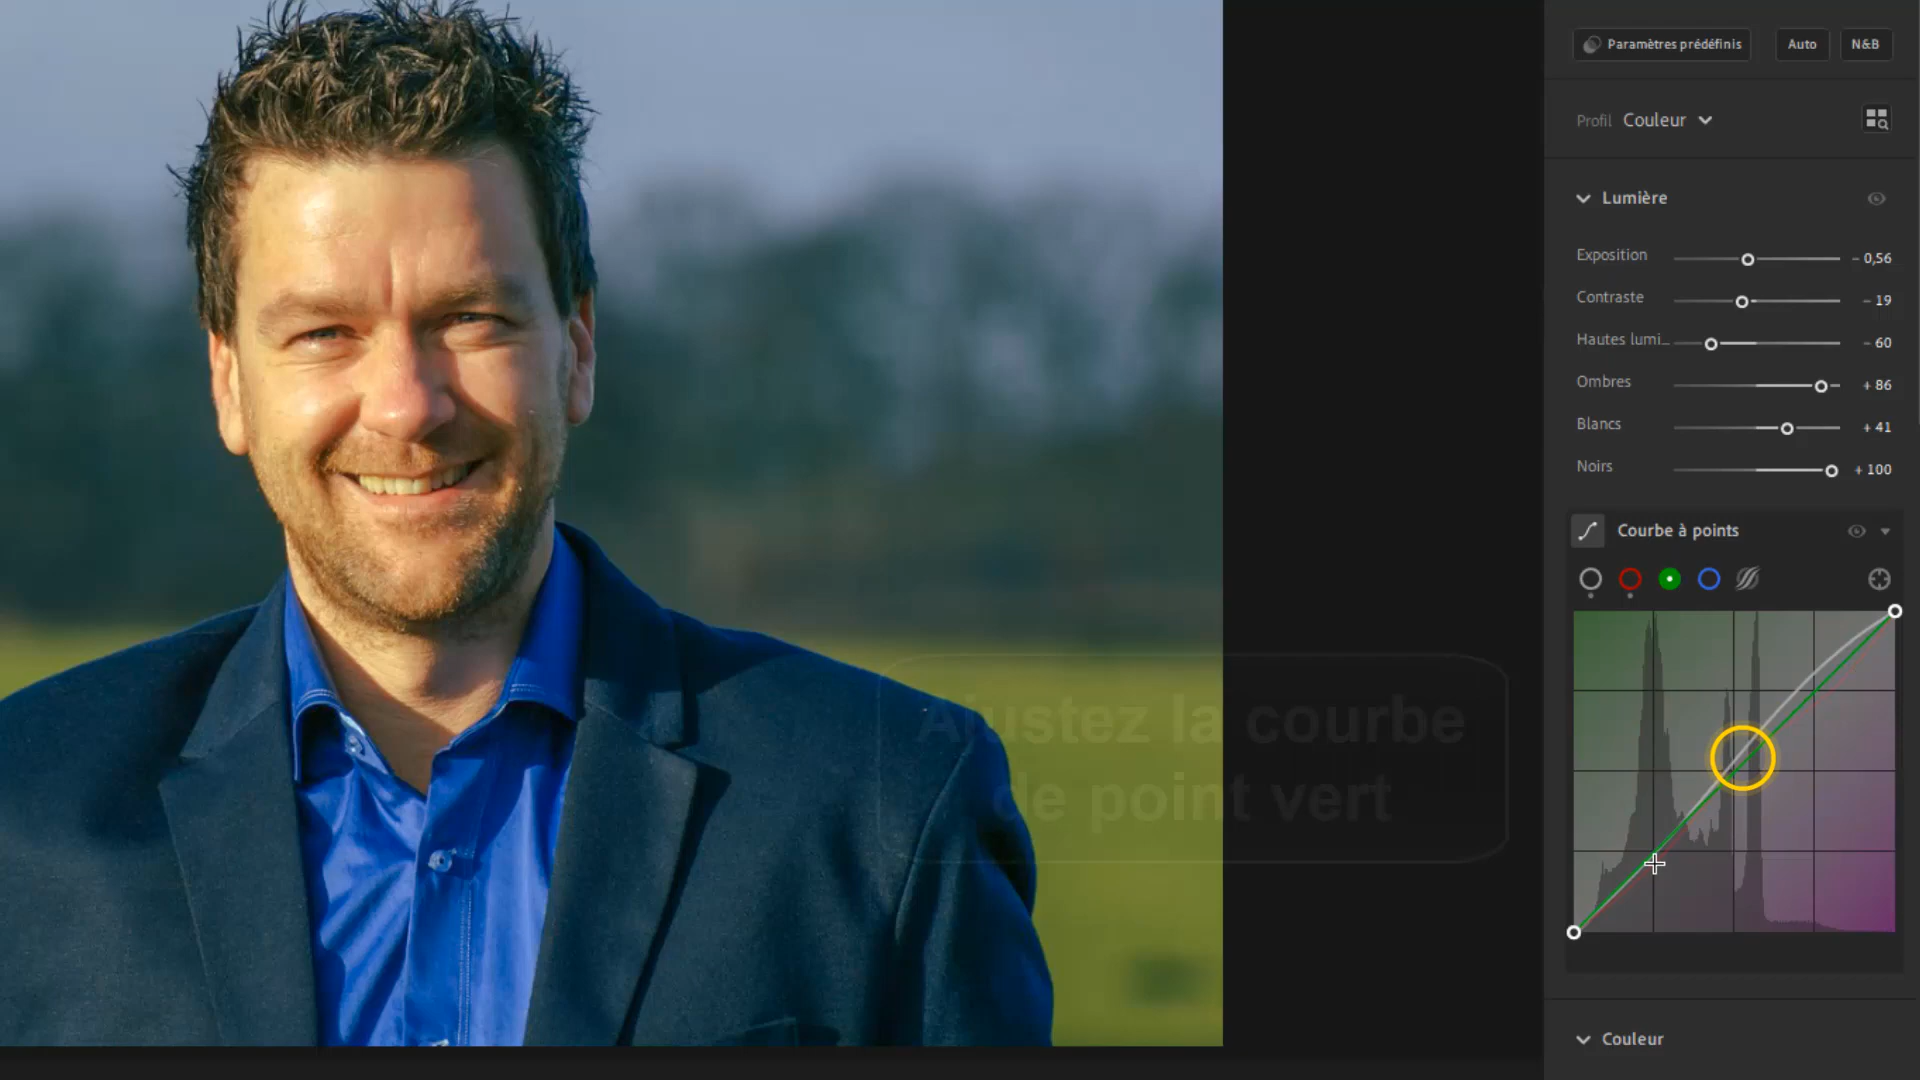 Paramètres prédéfinis Auto N&B
Profil Couleur
Lumière
Exposition - 0,56
Contraste - 19
Hautes lumi... - 60
Ombres + 86
Blancs + 41
Noirs + 100
Courbe à points
Ajustez la courbe
de point vert
Couleur